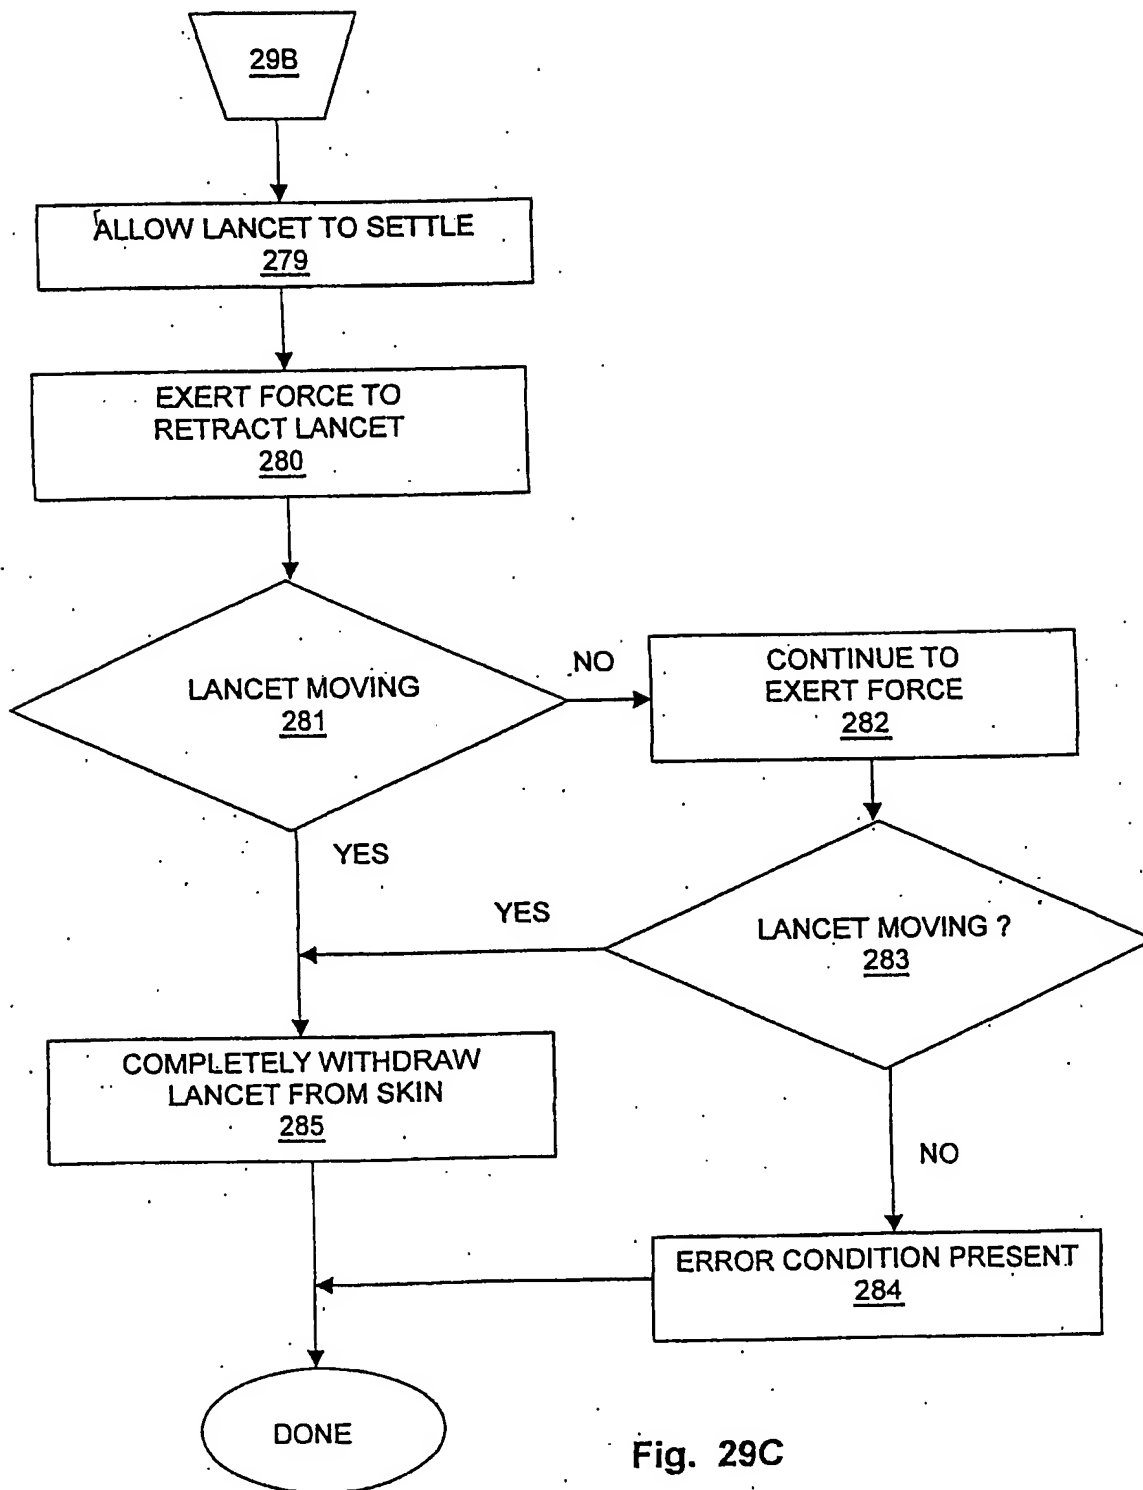 29B
ALLOW LANCET TO SETTLE
279
EXERT FORCE TO
RETRACT LANCET
280
LANCET MOVING
281
NO
CONTINUE TO
EXERT FORCE
282
YES
YES
LANCET MOVING ?
283
COMPLETELY WITHDRAW
LANCET FROM SKIN
285
NO
ERROR CONDITION PRESENT
284
DONE
Fig. 29C